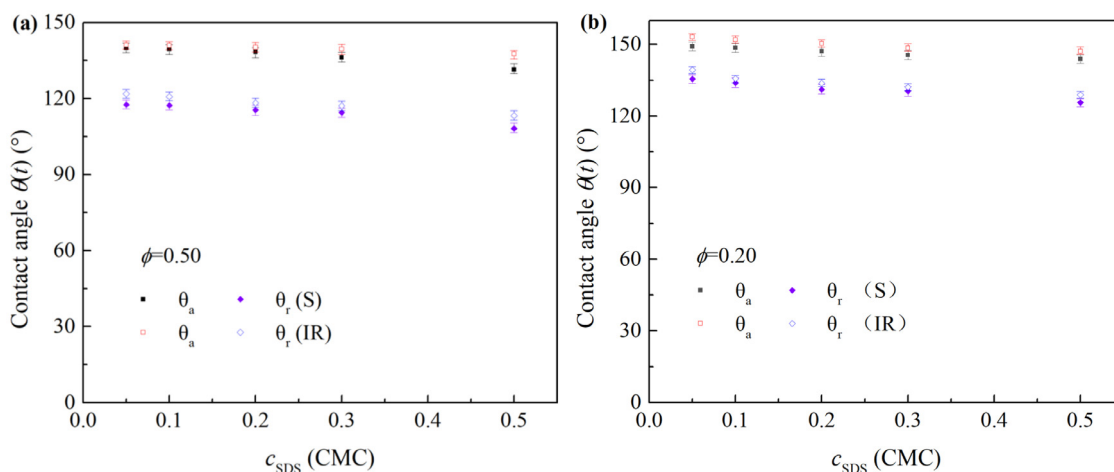 (a)
150
120
90
60
30
0
Contact angle θ(t) (°)
ϕ=0.50
θa θr (S)
θa θr (IR)
0.0 0.1 0.2 0.3 0.4 0.5
cSDS (CMC)
(b)
150
120
90
60
30
0
Contact angle θ(t) (°)
ϕ=0.20
θa θr （S）
θa θr （IR）
0.0 0.1 0.2 0.3 0.4 0.5
cSDS (CMC)